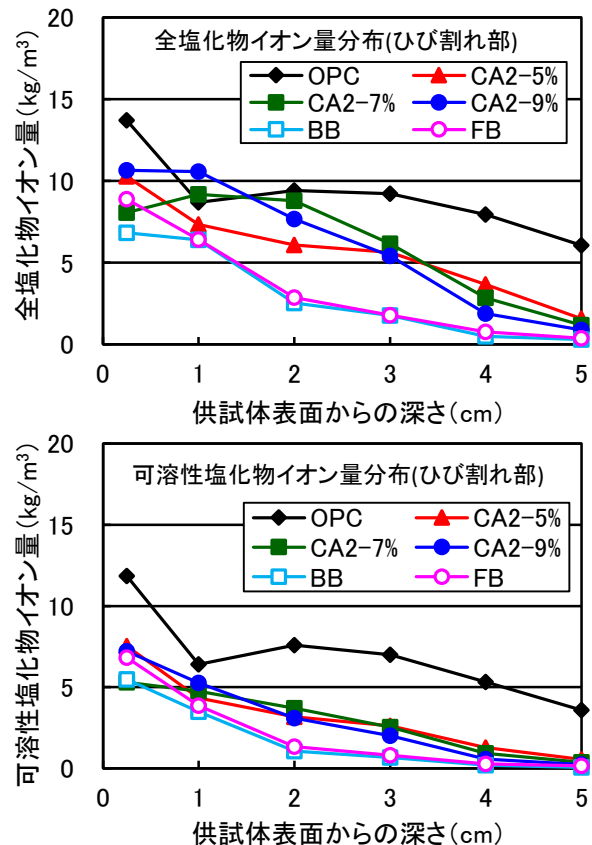 全塩化物イオン量分布(ひび割れ部)
OPC CA2-5%
CA2-7% CA2-9%
BB FB
全塩化物イオン量(kg/m³)
20
15
10
5
0
0 1 2 3 4 5
供試体表面からの深さ(cm)
可溶性塩化物イオン量分布(ひび割れ部)
OPC CA2-5%
CA2-7% CA2-9%
BB FB
可溶性塩化物イオン量(kg/m³)
20
15
10
5
0
0 1 2 3 4 5
供試体表面からの深さ(cm)